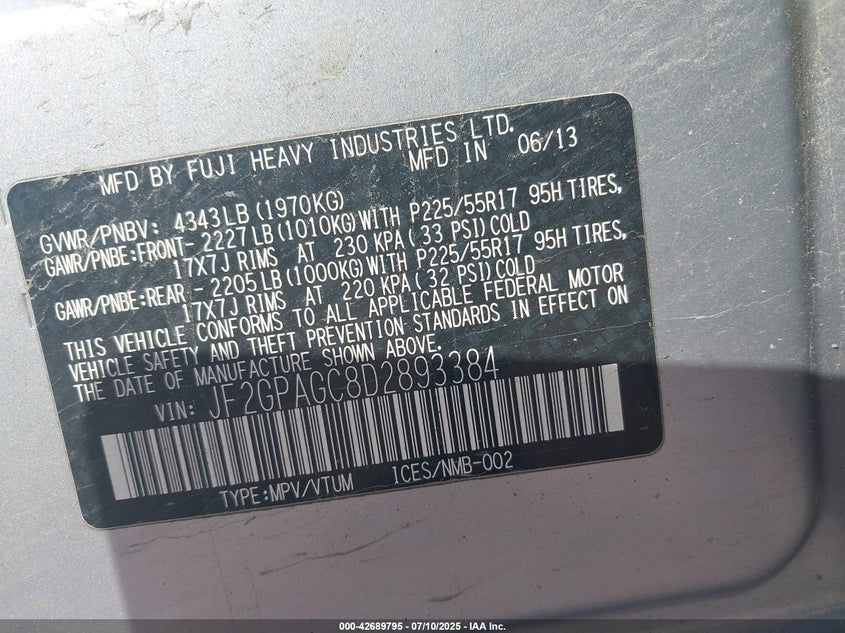 MFD BY FUJI HEAVY INDUSTRIES LTD.
MFD IN 06/13
GVWR/PNBV: 4343LB (1970KG)
GAWR/PNBE:FRONT- 2227LB (1010KG)WITH P225/55R17 95H TIRES,
17X7J RIMS AT 230 KPA(33 PSI)COLD
GAWR/PNBE:REAR - 2205LB (1000KG)WITH P225/55R17 95H TIRES,
17X7J RIMS AT 220 KPA(32 PSI)COLD
THIS VEHICLE CONFORMS TO ALL APPLICABLE FEDERAL MOTOR
VEHICLE SAFETY AND THEFT PREVENTION STANDARDS IN EFFECT ON
THE DATE OF MANUFACTURE SHOWN ABOVE.
VIN: JF2GPAGC8D2893384
TYPE:MPV/VTUM ICES/NMB-002
000-42689795 - 07/10/2025 - IAA Inc.